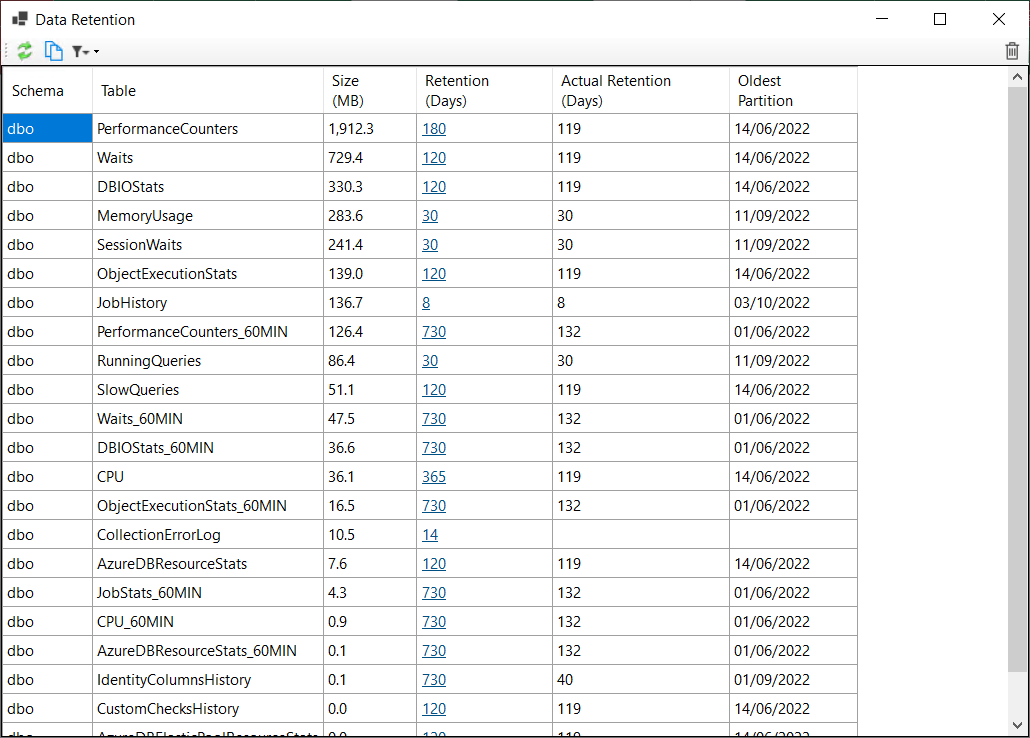 Data Retention
Schema Table Size (MB) Retention (Days) Actual Retention (Days) Oldest Partition
dbo PerformanceCounters 1,912.3 180 119 14/06/2022
dbo Waits 729.4 120 119 14/06/2022
dbo DBIOStats 330.3 120 119 14/06/2022
dbo MemoryUsage 283.6 30 30 11/09/2022
dbo SessionWaits 241.4 30 30 11/09/2022
dbo ObjectExecutionStats 139.0 120 119 14/06/2022
dbo JobHistory 136.7 8 8 03/10/2022
dbo PerformanceCounters_60MIN 126.4 730 132 01/06/2022
dbo RunningQueries 86.4 30 30 11/09/2022
dbo SlowQueries 51.1 120 119 14/06/2022
dbo Waits_60MIN 47.5 730 132 01/06/2022
dbo DBIOStats_60MIN 36.6 730 132 01/06/2022
dbo CPU 36.1 365 119 14/06/2022
dbo ObjectExecutionStats_60MIN 16.5 730 132 01/06/2022
dbo CollectionErrorLog 10.5 14
dbo AzureDBResourceStats 7.6 120 119 14/06/2022
dbo JobStats_60MIN 4.3 730 132 01/06/2022
dbo CPU_60MIN 0.9 730 132 01/06/2022
dbo AzureDBResourceStats_60MIN 0.1 730 132 01/06/2022
dbo IdentityColumnsHistory 0.1 730 40 01/09/2022
dbo CustomChecksHistory 0.0 120 119 14/06/2022
dbo AzureDBElasticPoolResourceStats 0.0 120 119 14/06/2022